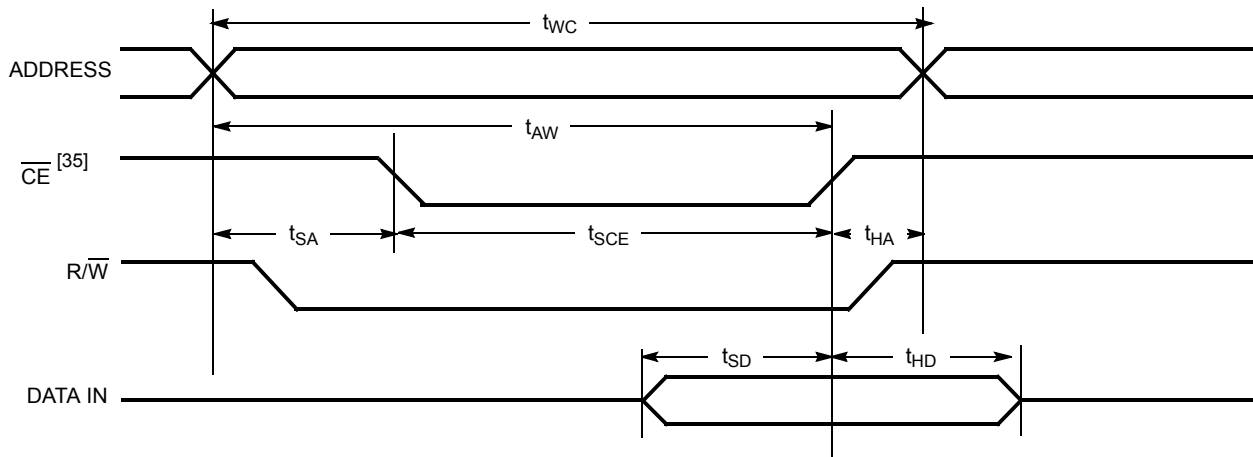 tWC
ADDRESS
tAW
CE [35]
tSA tSCE tHA
R/W
tSD tHD
DATA IN